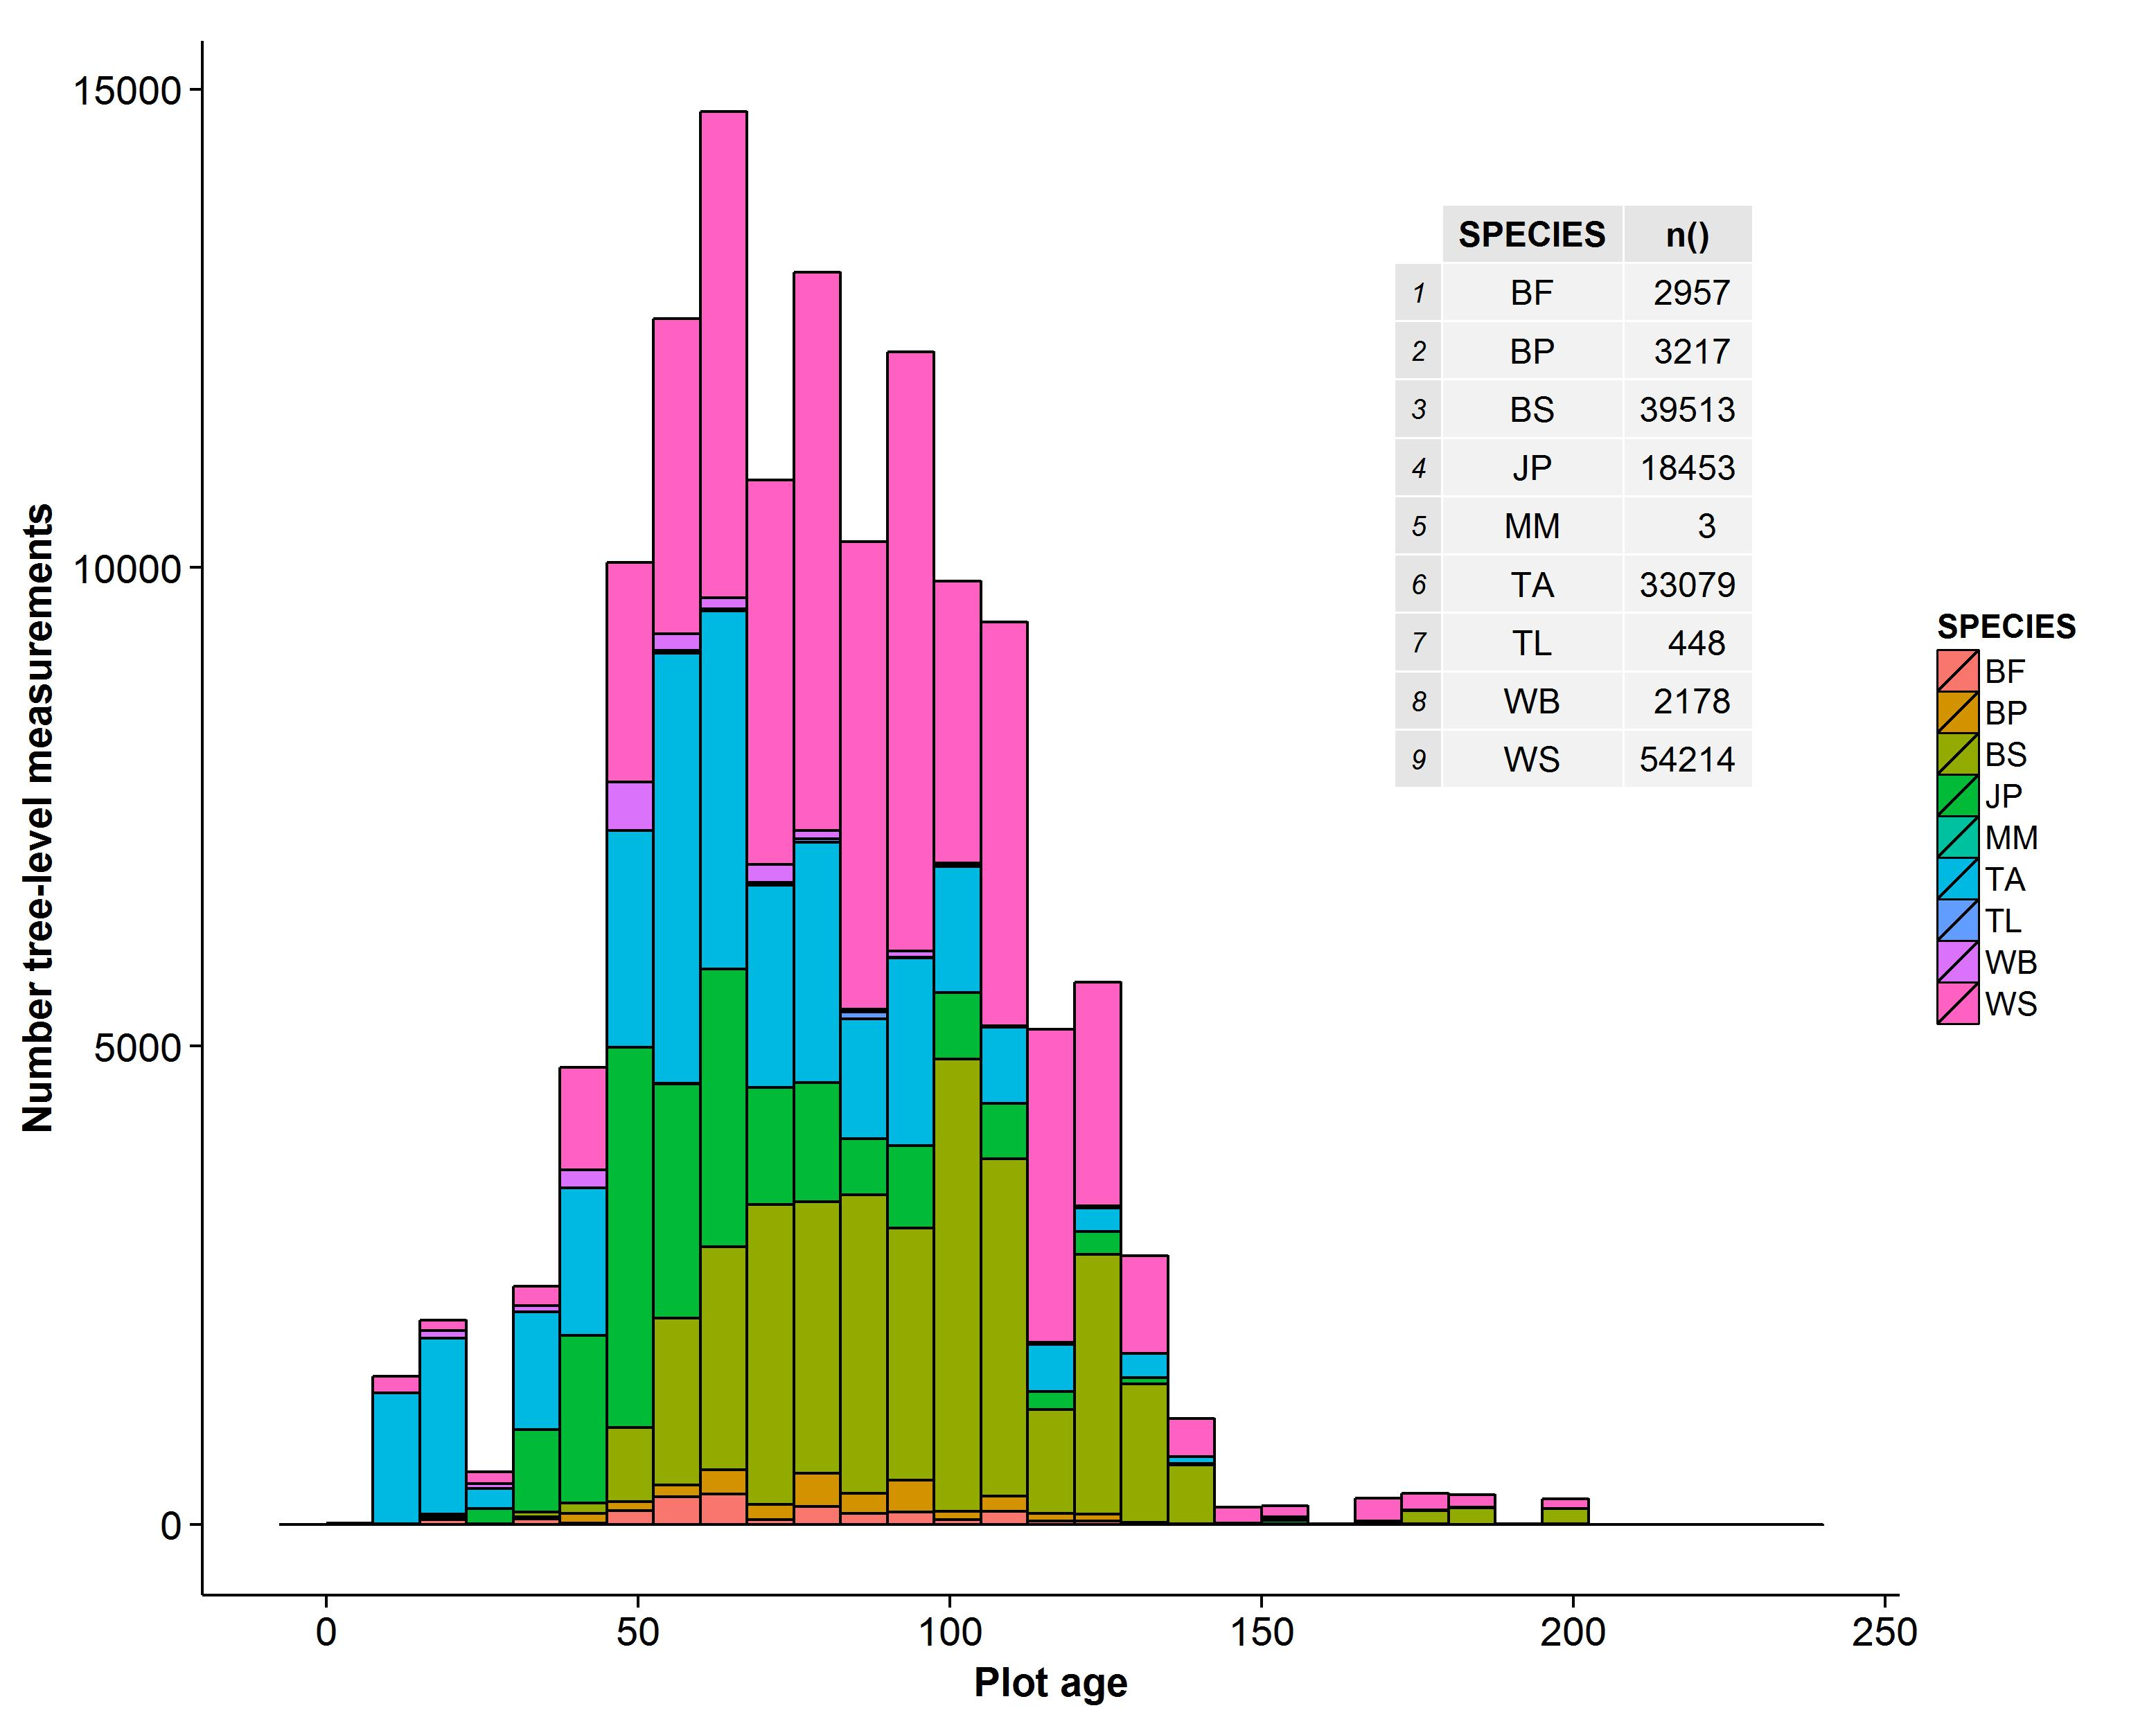 Number tree-level measurements
15000
10000
5000
0
0 50 100 150 200 250
Plot age
SPECIES n()
1 BF 2957
2 BP 3217
3 BS 39513
4 JP 18453
5 MM 3
6 TA 33079
7 TL 448
8 WB 2178
9 WS 54214
SPECIES
BF
BP
BS
JP
MM
TA
TL
WB
WS